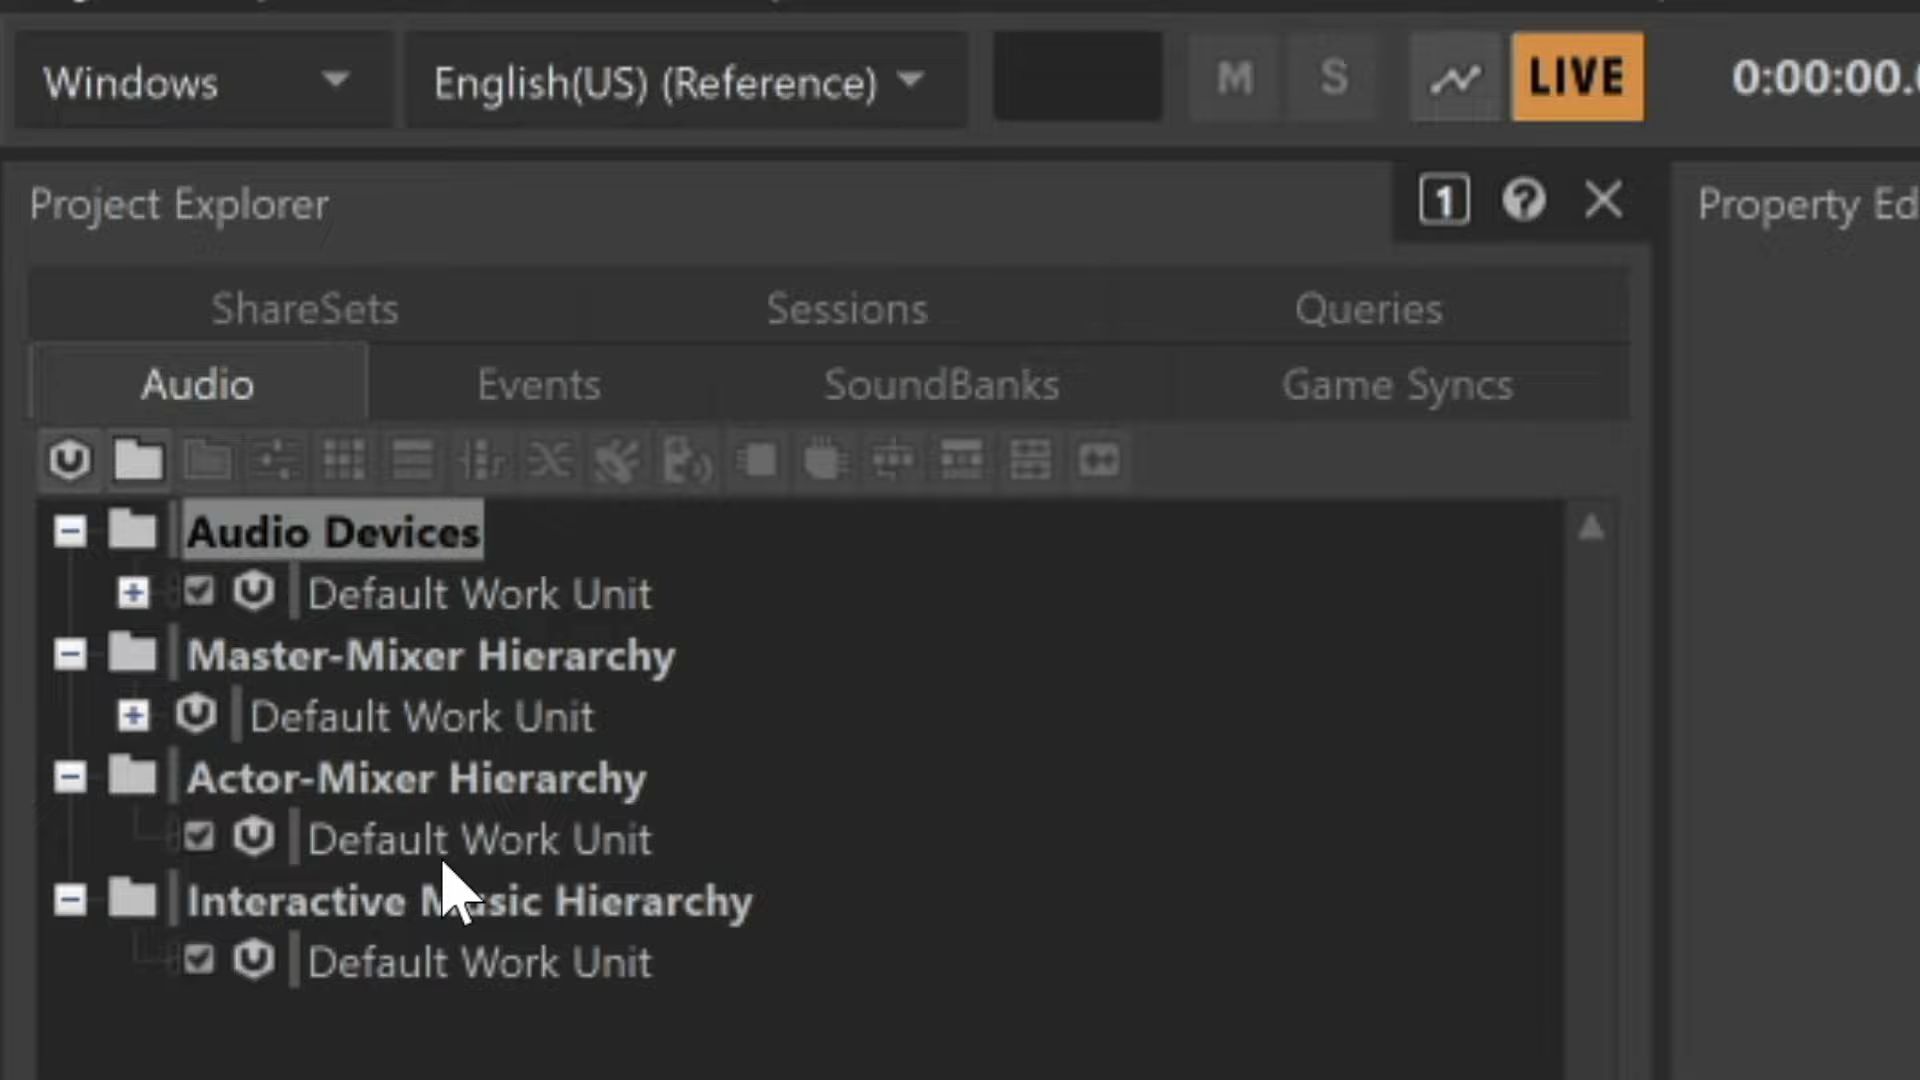 Windows English(US) (Reference) M S LIVE 0:00:00.
Project Explorer 1 ? Property Ed
ShareSets Sessions Queries
Audio Events SoundBanks Game Syncs
Audio Devices
Default Work Unit
Master-Mixer Hierarchy
Default Work Unit
Actor-Mixer Hierarchy
Default Work Unit
Interactive Music Hierarchy
Default Work Unit